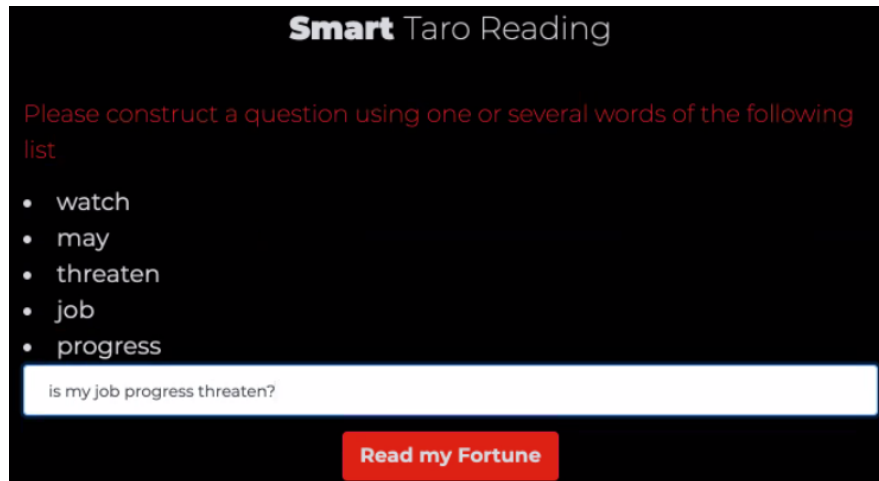 Smart Taro Reading
Please construct a question using one or several words of the following
list
• watch
• may
• threaten
• job
• progress
is my job progress threaten?
Read my Fortune